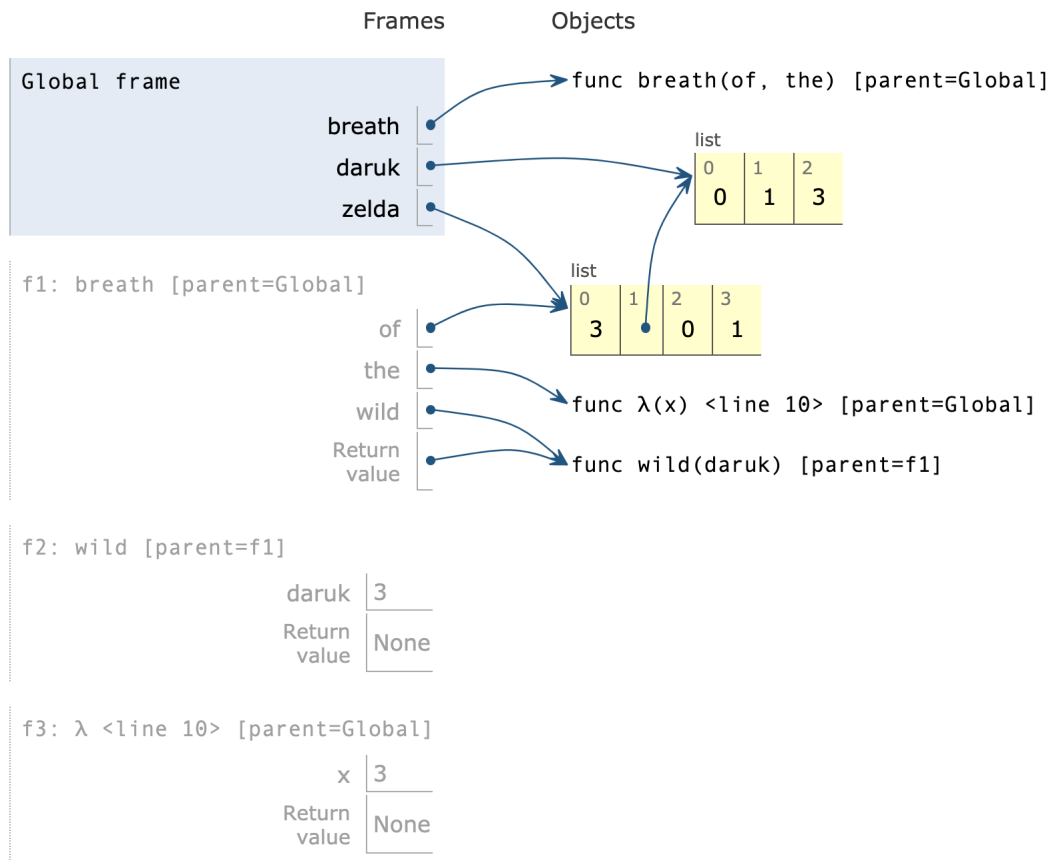 Frames Objects
Global frame
func breath(of, the) [parent=Global]
breath
list
daruk
0 1 2
0 1 3
zelda
list
f1: breath [parent=Global]
0 1 2 3
of
3 0 1
the
func λ(x) <line 10> [parent=Global]
wild
Return
value
func wild(daruk) [parent=f1]
f2: wild [parent=f1]
daruk 3
Return
value
None
f3: λ <line 10> [parent=Global]
x 3
Return
value
None